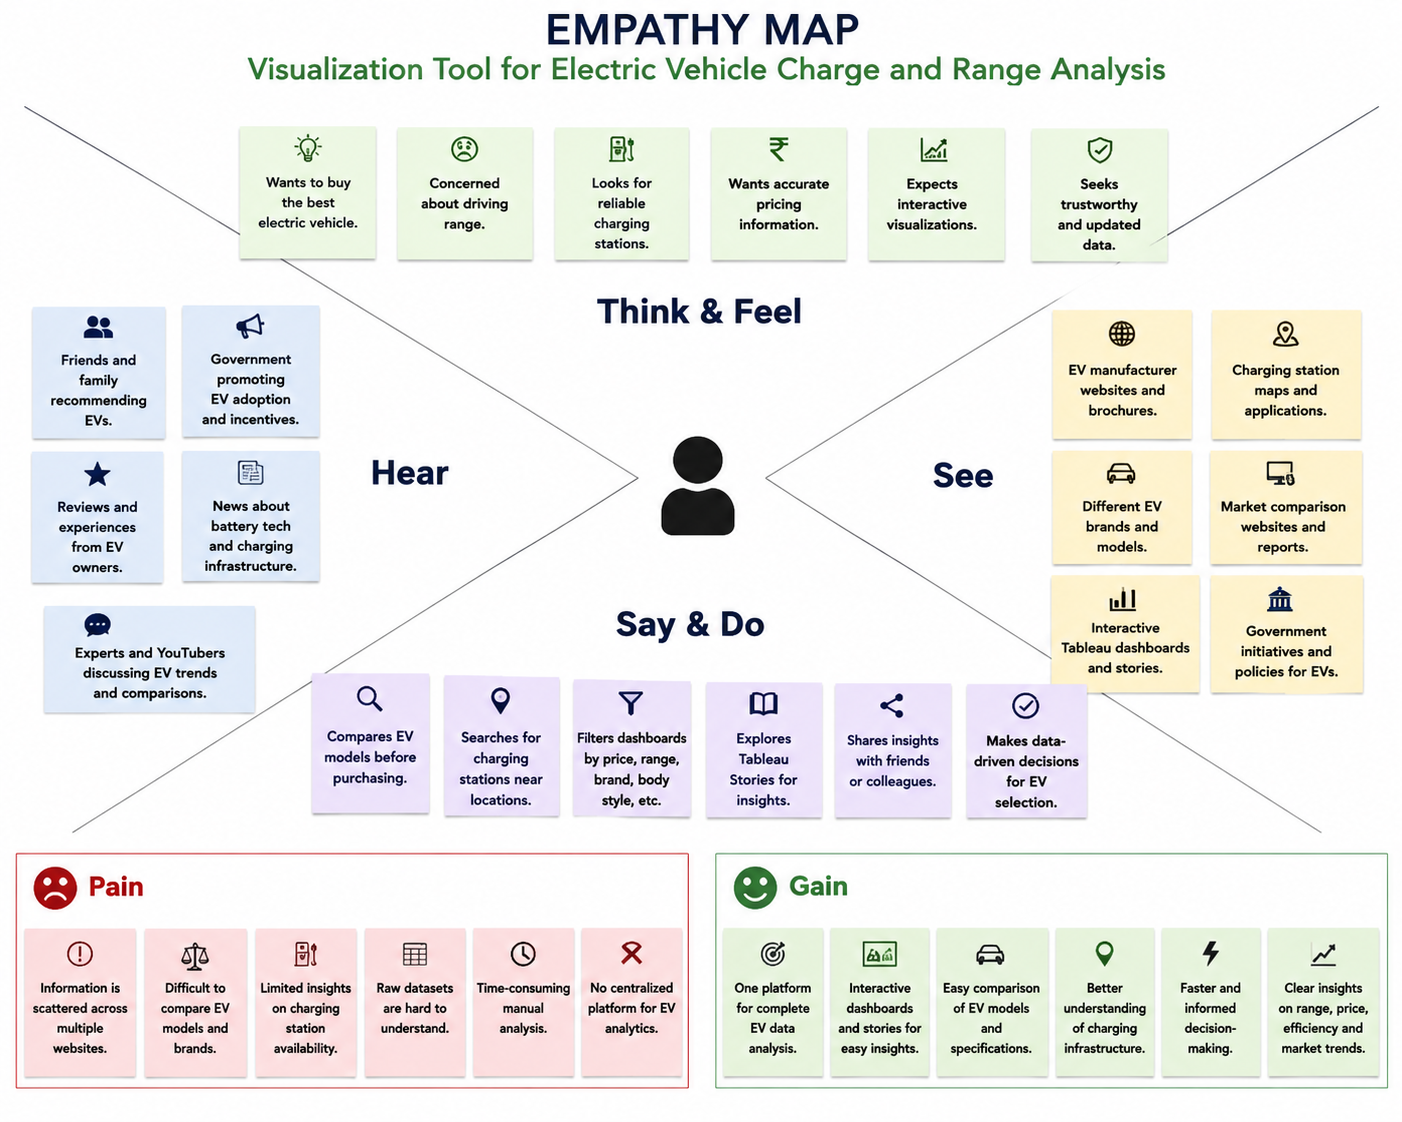 EMPATHY MAP
Visualization Tool for Electric Vehicle Charge and Range Analysis
Wants to buy
the best
electric vehicle.
Concerned
about driving
range.
Looks for
reliable
charging
stations.
₹
Wants accurate
pricing
information.
Expects
interactive
visualizations.
Seeks
trustworthy
and updated
data.
Think & Feel
Friends and
family
recommending
EVs.
Government
promoting
EV adoption
and incentives.
Reviews and
experiences
from EV
owners.
News about
battery tech
and charging
infrastructure.
Experts and YouTubers
discussing EV trends
and comparisons.
Hear
See
EV manufacturer
websites and
brochures.
Charging station
maps and
applications.
Different EV
brands and
models.
Market comparison
websites and
reports.
Interactive
Tableau dashboards
and stories.
Government
initiatives and
policies for EVs.
Say & Do
Compares EV
models before
purchasing.
Searches for
charging
stations near
locations.
Filters dashboards
by price, range,
brand, body
style, etc.
Explores
Tableau
Stories for
insights.
Shares insights
with friends
or colleagues.
Makes data-
driven decisions
for EV
selection.
Pain
Information is
scattered across
multiple
websites.
Difficult to
compare EV
models and
brands.
Limited insights
on charging
station
availability.
Raw datasets
are hard to
understand.
Time-consuming
manual
analysis.
No centralized
platform for EV
analytics.
Gain
One platform
for complete
EV data
analysis.
Interactive
dashboards
and stories for
easy insights.
Easy comparison
of EV models
and
specifications.
Better
understanding
of charging
infrastructure.
Faster and
informed
decision-
making.
Clear insights
on range, price,
efficiency and
market trends.